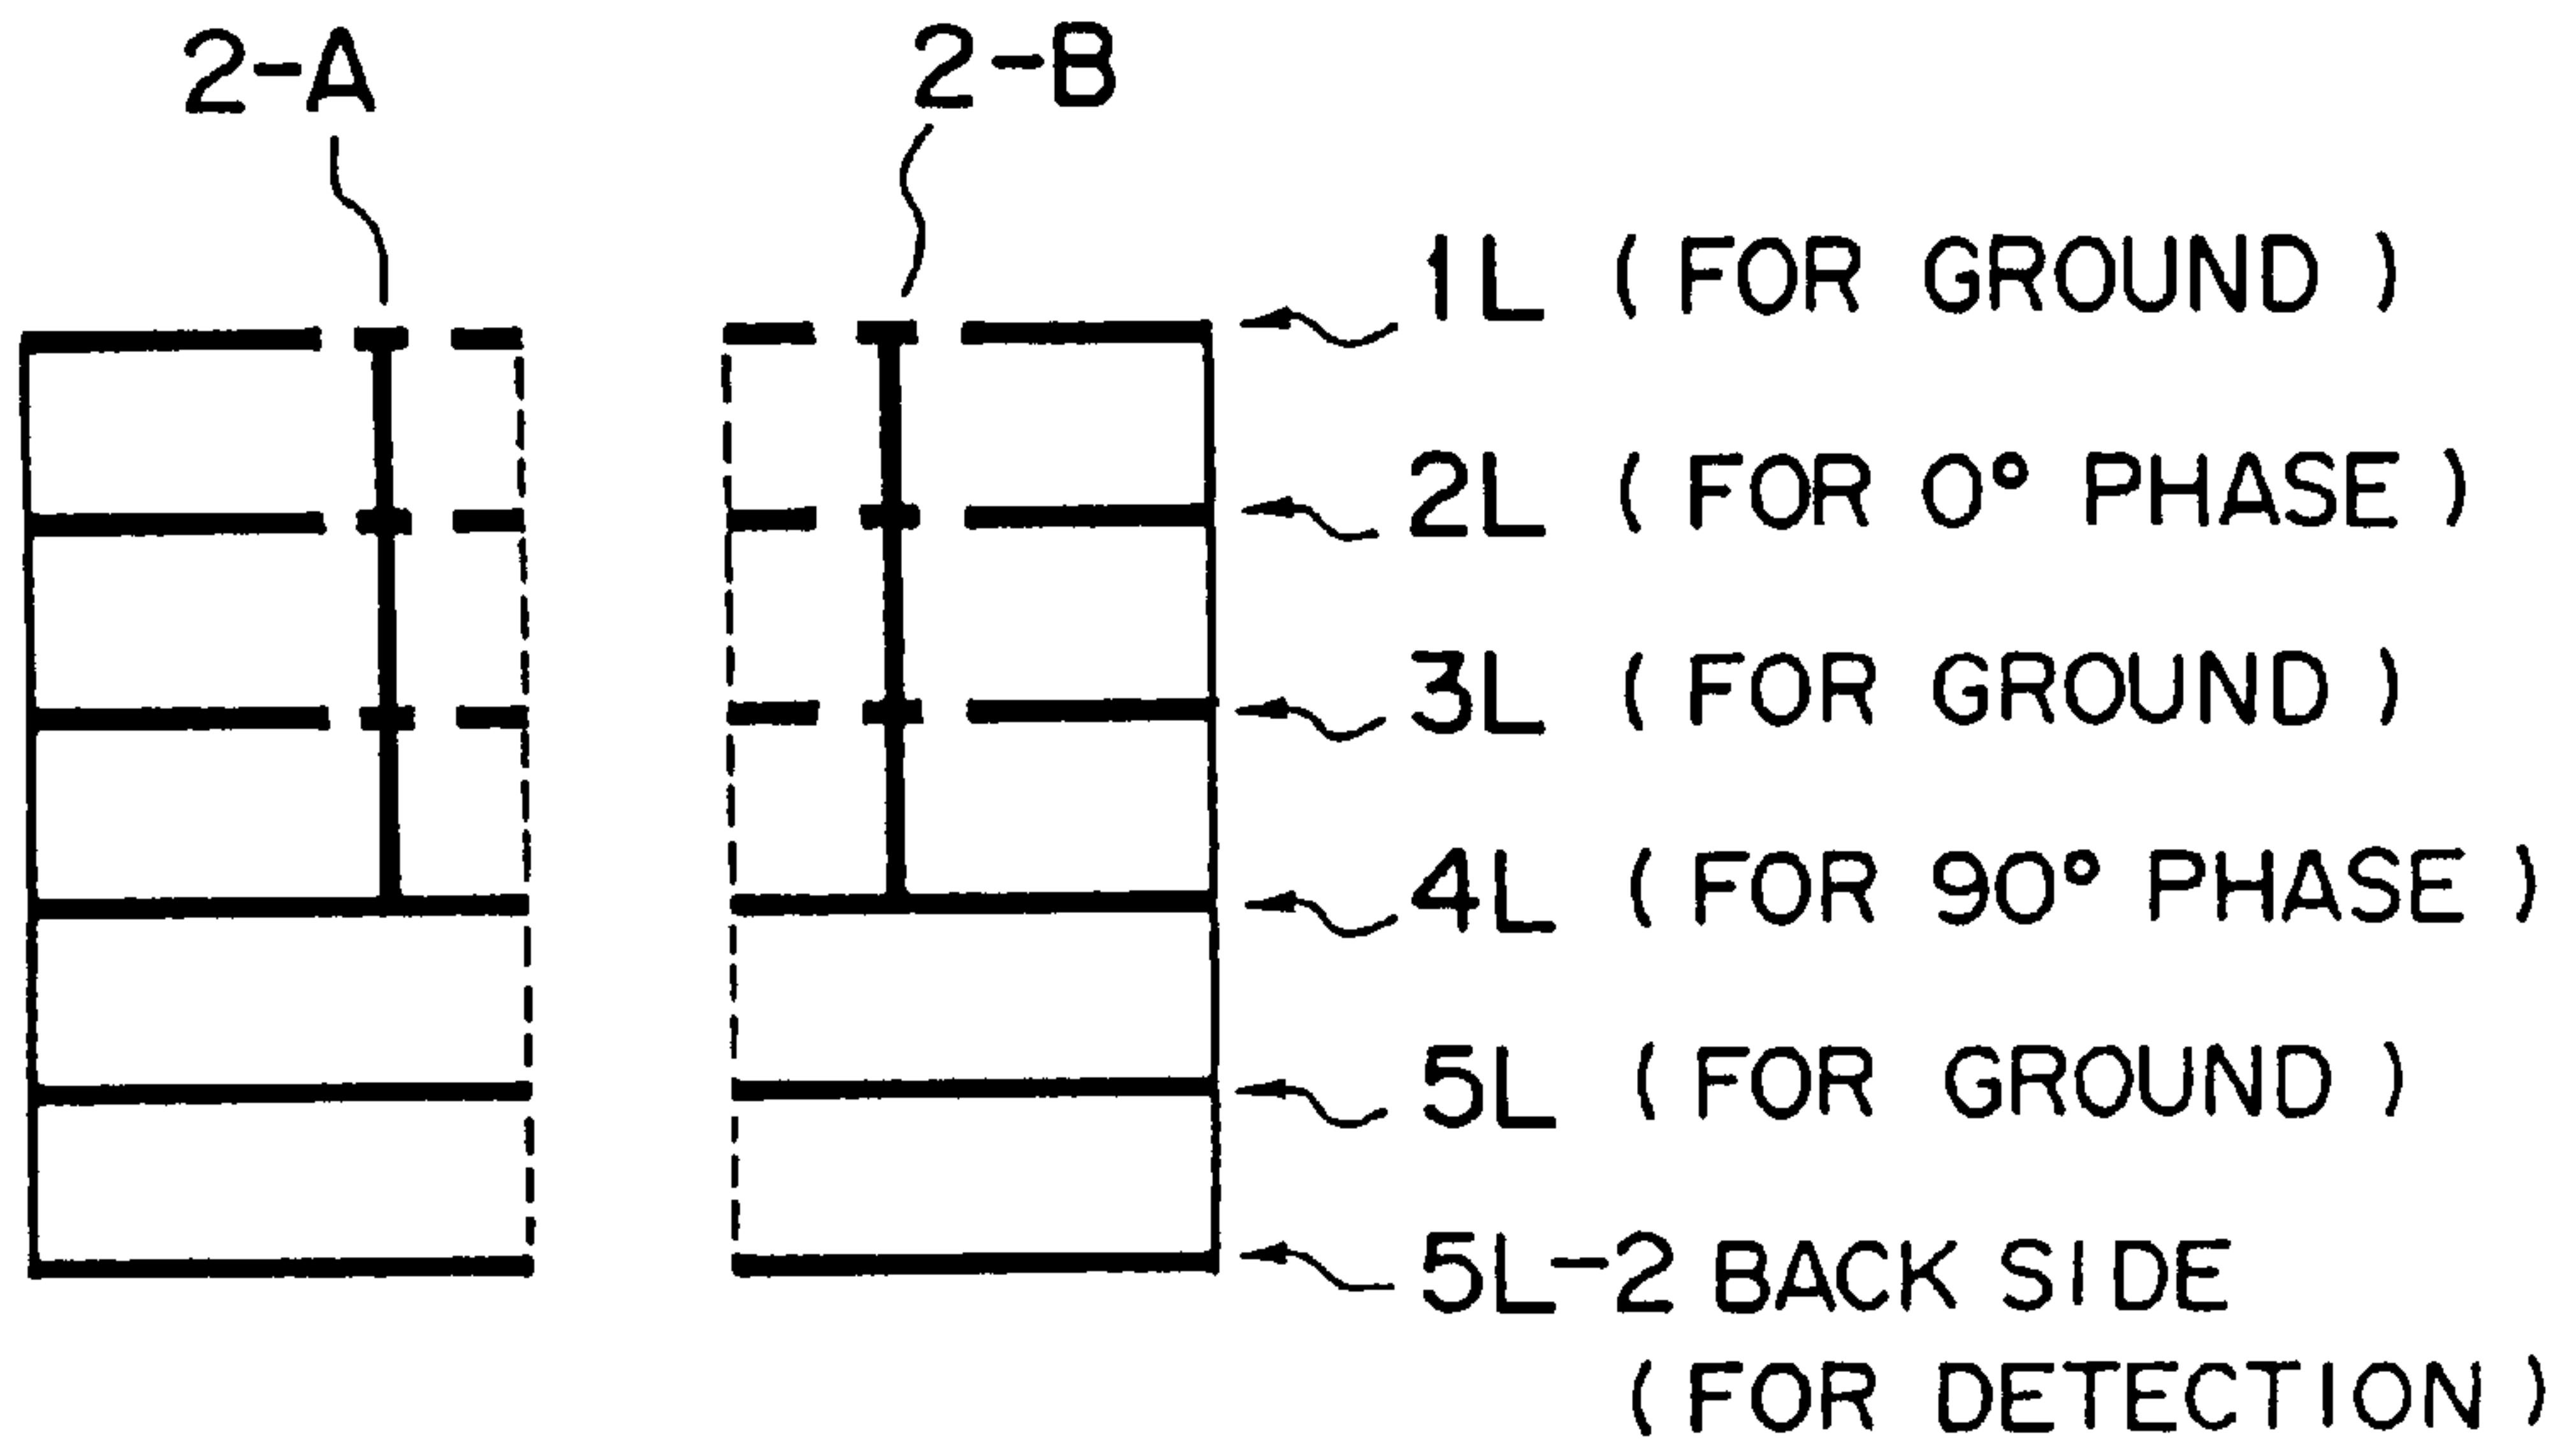 2-A 2-B
1L ( FOR GROUND )
2L ( FOR 0° PHASE )
3L ( FOR GROUND )
4L ( FOR 90° PHASE )
5L ( FOR GROUND )
5L-2 BACK SIDE
( FOR DETECTION )